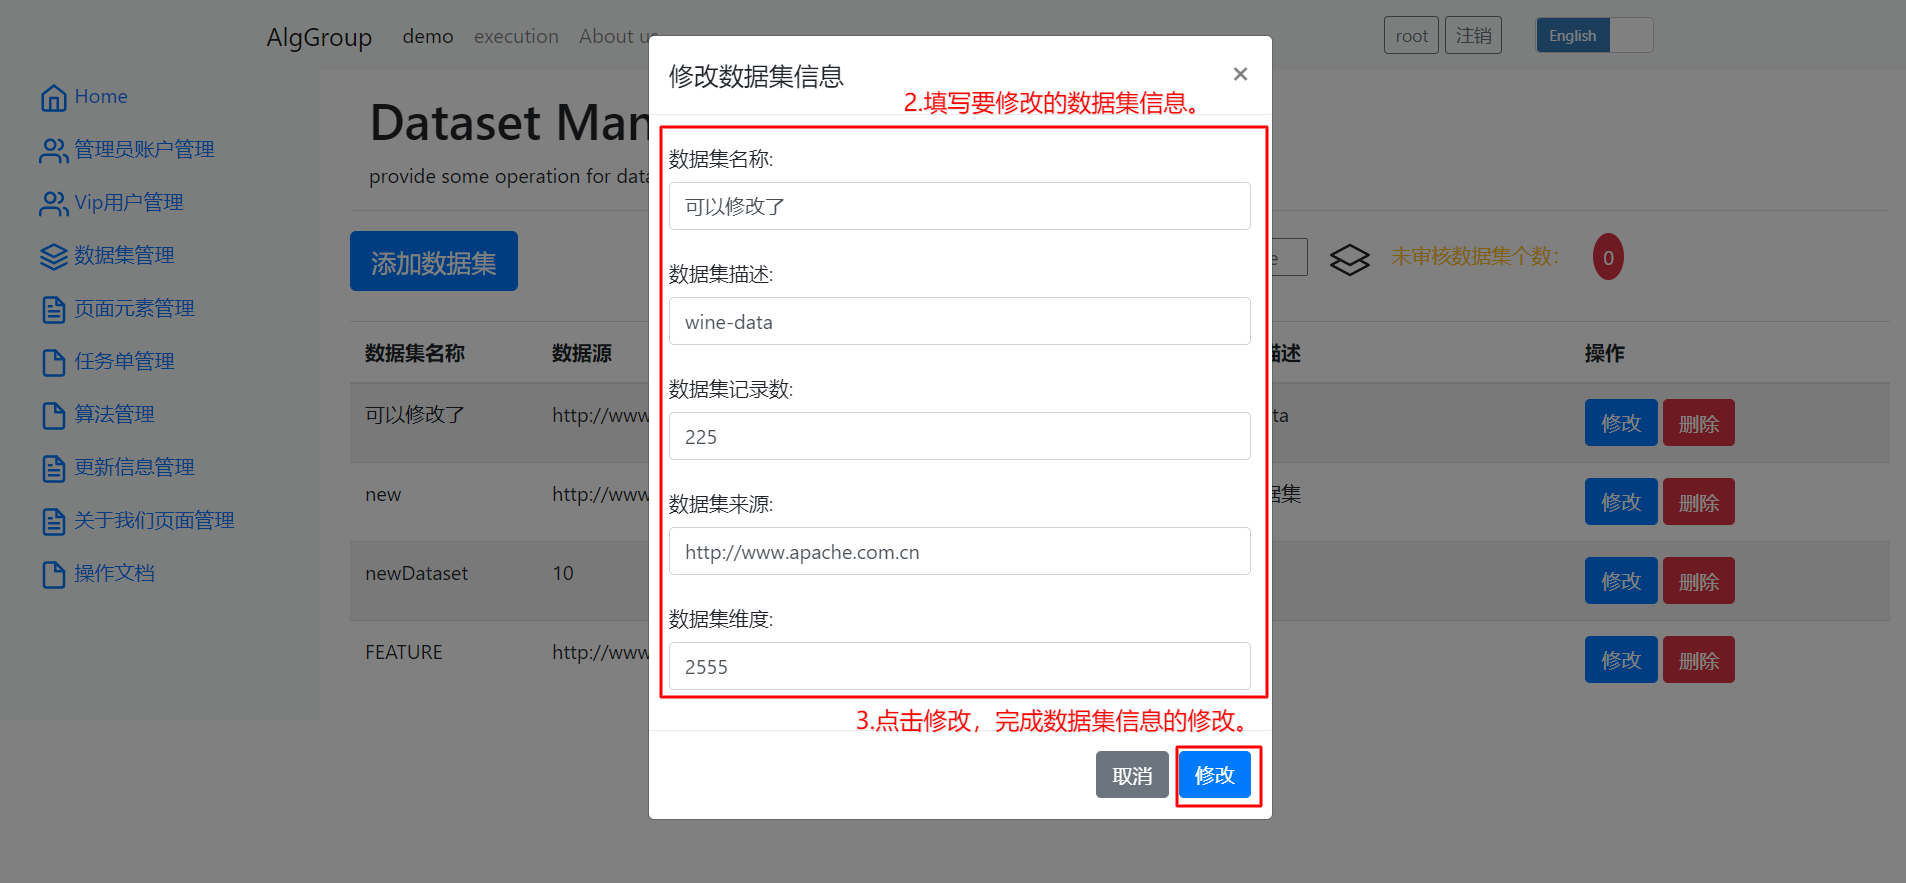 AlgGroup demo execution About us
root 注销 English
Home
管理员账户管理
Vip用户管理
数据集管理
页面元素管理
任务单管理
算法管理
更新信息管理
关于我们页面管理
操作文档
Dataset Man
provide some operation for data
添加数据集
e
未审核数据集个数：
0
数据集名称 数据源 描述 操作
可以修改了 http://www ta 修改 删除
new http://www 据集 修改 删除
newDataset 10 修改 删除
FEATURE http://www 修改 删除
修改数据集信息 ×
2.填写要修改的数据集信息。
数据集名称:
可以修改了
数据集描述:
wine-data
数据集记录数:
225
数据集来源:
http://www.apache.com.cn
数据集维度:
2555
3.点击修改，完成数据集信息的修改。
取消 修改